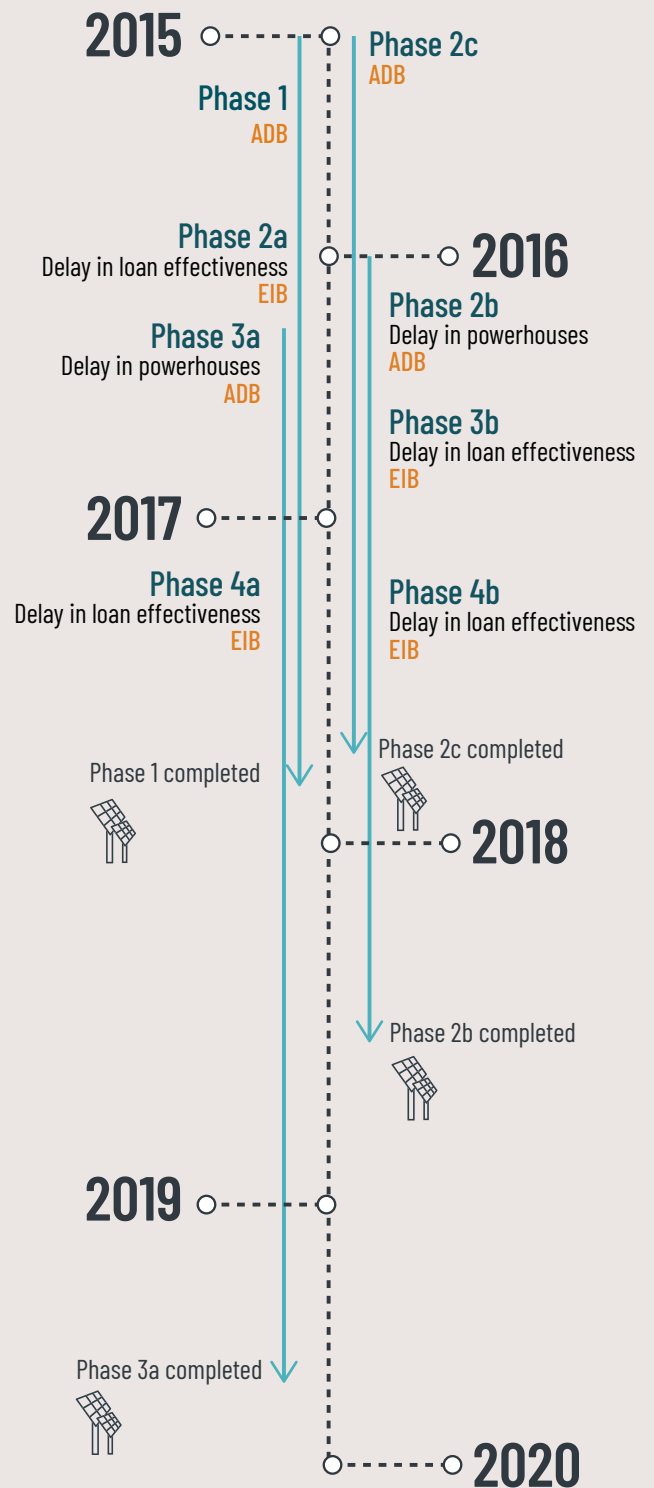 2015
Phase 2c
ADB
Phase 1
ADB
Phase 2a
Delay in loan effectiveness
EIB
2016
Phase 2b
Delay in powerhouses
ADB
Phase 3a
Delay in powerhouses
ADB
Phase 3b
Delay in loan effectiveness
EIB
2017
Phase 4a
Delay in loan effectiveness
EIB
Phase 4b
Delay in loan effectiveness
EIB
Phase 2c completed
Phase 1 completed
2018
Phase 2b completed
2019
Phase 3a completed
2020